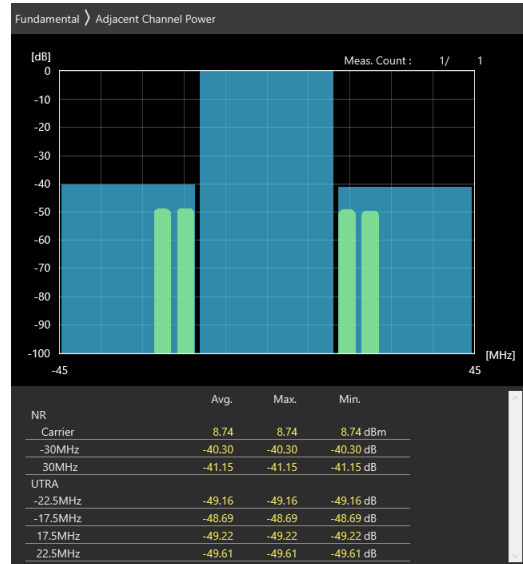 Fundamental 〉 Adjacent Channel Power
[dB]
Meas. Count : 1/ 1
0
-10
-20
-30
-40
-50
-60
-70
-80
-90
-100
[MHz]
-45 45
Avg. Max. Min.
NR
Carrier 8.74 8.74 8.74 dBm
-30MHz -40.30 -40.30 -40.30 dB
30MHz -41.15 -41.15 -41.15 dB
UTRA
-22.5MHz -49.16 -49.16 -49.16 dB
-17.5MHz -48.69 -48.69 -48.69 dB
17.5MHz -49.22 -49.22 -49.22 dB
22.5MHz -49.61 -49.61 -49.61 dB